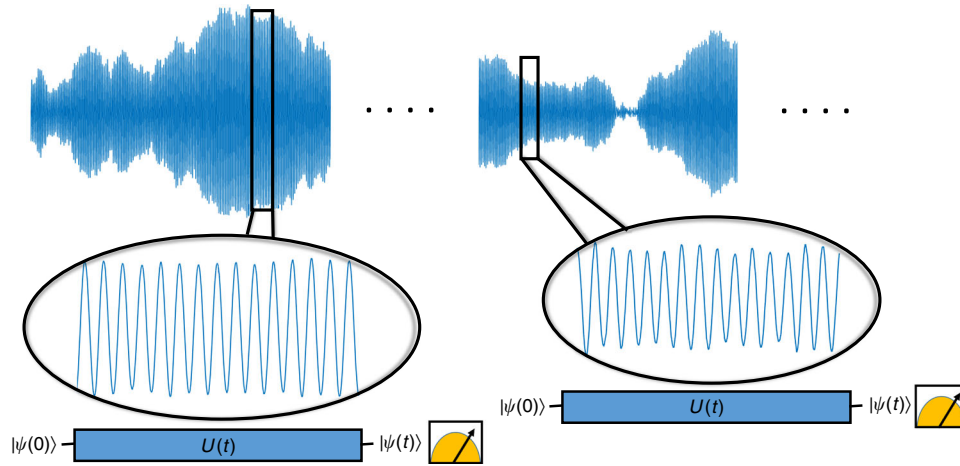 . . . .
. . . .
|ψ(0)⟩ U(t) |ψ(t)⟩
|ψ(0)⟩ U(t) |ψ(t)⟩